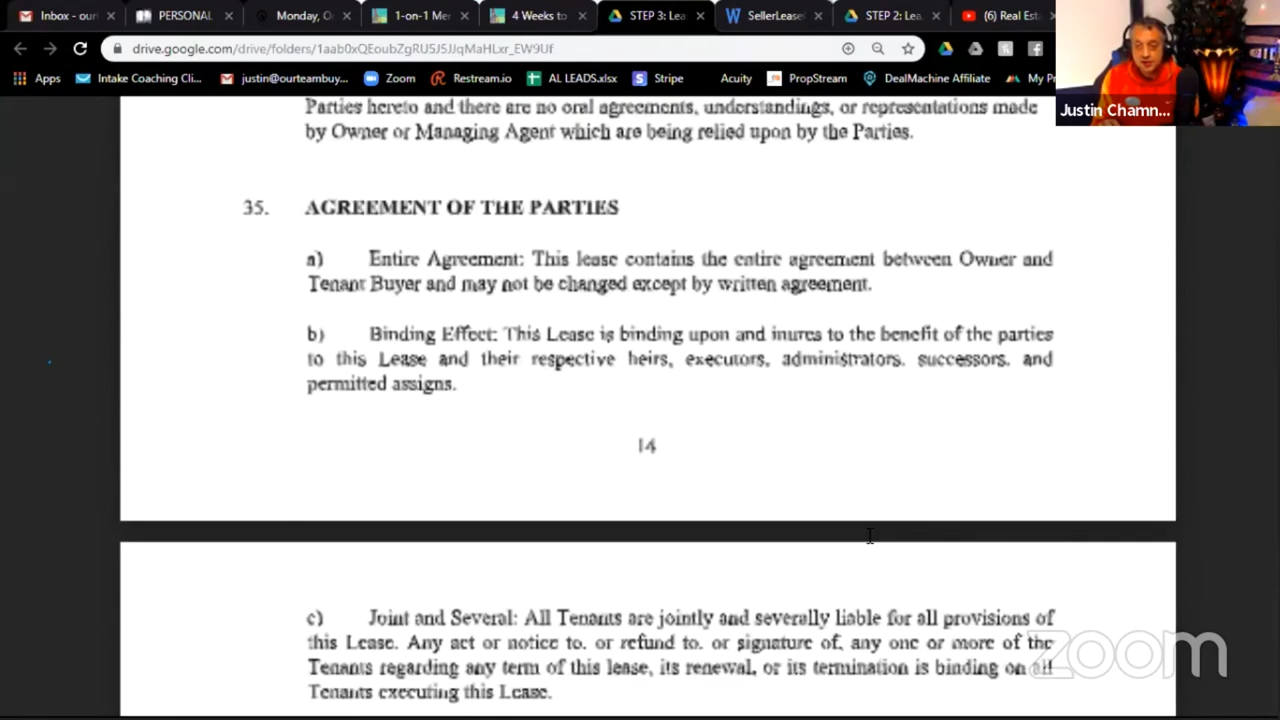 Inbox - our
PERSONAL
Monday, O
1-on-1 Me
4 Weeks to
STEP 3: Lea
SellerLease
STEP 2: Lea
(6) Real Esta
drive.google.com/drive/folders/1aab0xQEoubZgRU5J5JJqMaHLxr_EW9Uf
Apps
Intake Coaching Cli...
justin@ourteambuy...
Zoom
Restream.io
AL LEADS.xlsx
Stripe
Acuity
PropStream
DealMachine Affiliate
My Pr
Justin Chamn...
Parties hereto and there are no oral agreements, understandings, or representations made
by Owner or Managing Agent which are being relied upon by the Parties.
35. AGREEMENT OF THE PARTIES
a) Entire Agreement: This lease contains the entire agreement between Owner and
Tenant Buyer and may not be changed except by written agreement.
b) Binding Effect: This Lease is binding upon and inures to the benefit of the parties
to this Lease and their respective heirs, executors, administrators, successors, and
permitted assigns.
14
c) Joint and Several: All Tenants are jointly and severally liable for all provisions of
this Lease. Any act or notice to, or refund to, or signature of, any one or more of the
Tenants regarding any term of this lease, its renewal, or its termination is binding on all
Tenants executing this Lease.
zoom